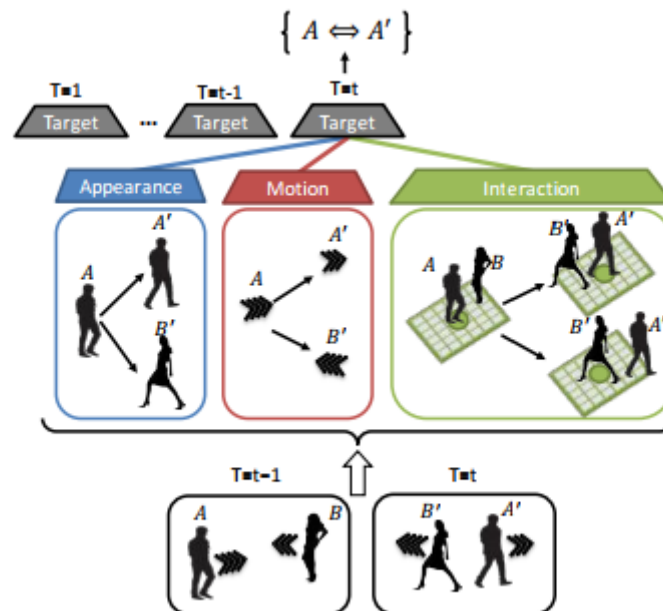 { A ⇔ A′ }
T=1 T=t-1 T=t
Target ... Target Target
Appearance Motion Interaction
A A′ B′
A A′ B′
A B B′ A′ B′ A′
T=t-1 T=t
A B B′ A′